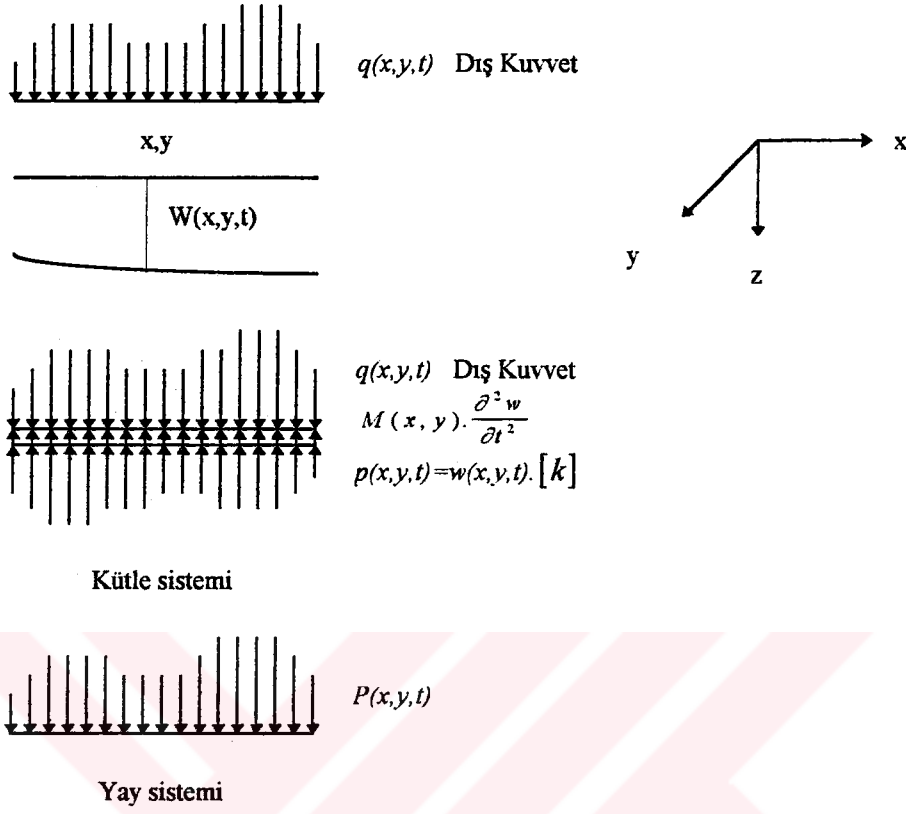 q(x,y,t) Dış Kuvvet
x,y
W(x,y,t)
x
y
z
q(x,y,t) Dış Kuvvet
M(x, y).∂²w/∂t²
p(x,y,t)=w(x,y,t).[k]
Kütle sistemi
P(x,y,t)
Yay sistemi